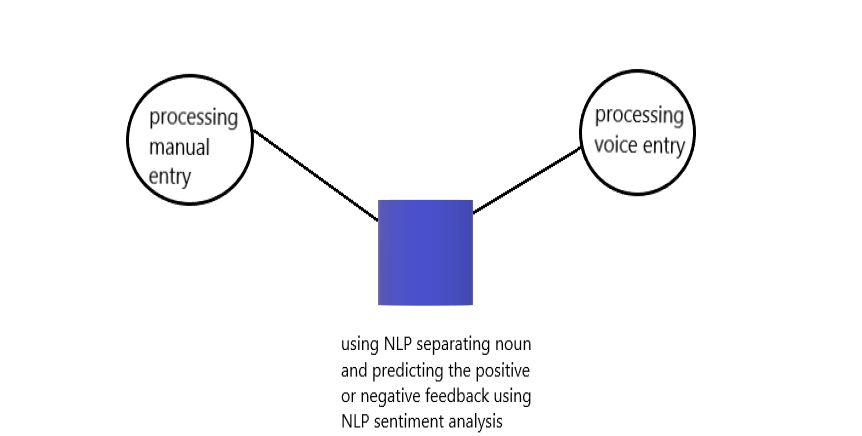 processing
manual
entry
processing
voice entry
using NLP separating noun
and predicting the positive
or negative feedback using
NLP sentiment analysis